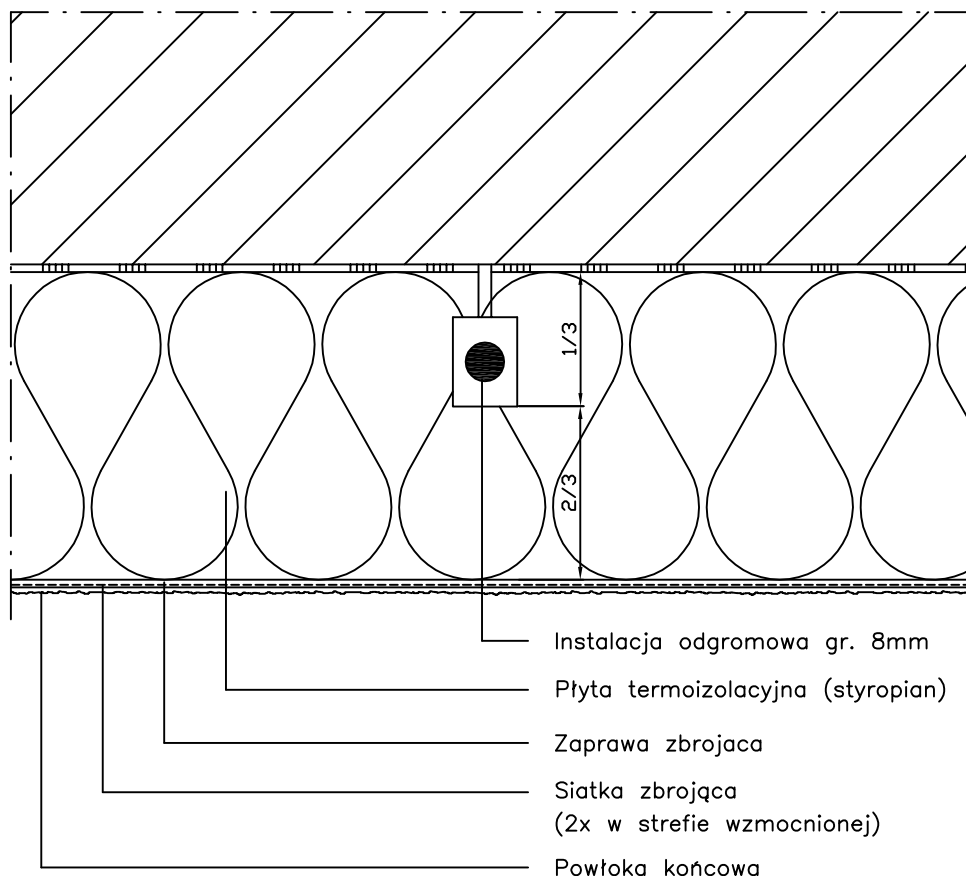 1/3
2/3
Instalacja odgromowa gr. 8mm
Płyta termoizolacyjna (styropian)
Zaprawa zbrojaca
Siatka zbrojąca
(2x w strefie wzmocnionej)
Powłoka końcowa